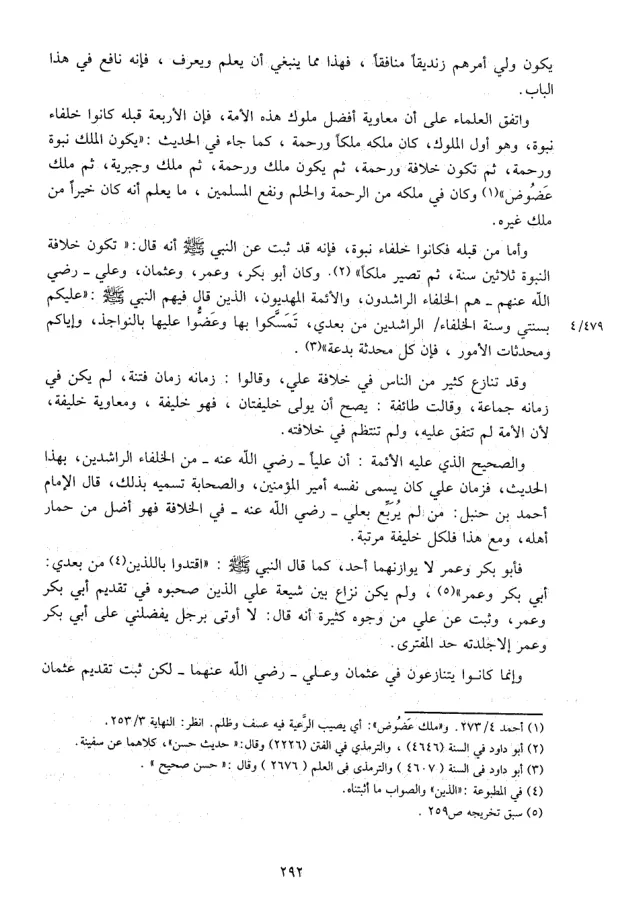 يكون ولي أمرهم زنديقاً منافقاً ، فهذا مما ينبغي أن يعلم ويعرف ، فإنه نافع في هذا
الباب .
واتفق العلماء على أن معاوية أفضل ملوك هذه الأمة، فإن الأربعة قبله كانوا خلفاء
نبوة، وهو أول الملوك، كان ملكه ملكاً ورحمة ، كما جاء في الحديث :«يكون الملك نبوة
ورحمة، ثم تكون خلافة ورحمة، ثم يكون ملك ورحمة، ثم ملك وجبرية، ثم ملك
عَضُوض»(١) وكان في ملكه من الرحمة والحلم ونفع المسلمين ، ما يعلم أنه كان خيراً من
ملك غيره.
وأما من قبله فكانوا خلفاء نبوة، فإنه قد ثبت عن النبي ﷺ أنه قال:« تكون خلافة
النبوة ثلاثين سنة، ثم تصير ملكاً» (٢). وكان أبو بكر، وعمر، وعثمان، وعلي ــ رضي
الله عنهم ــ هم الخلفاء الراشدون، والأئمة المهديون، الذين قال فيهم النبي ﷺ :«عليكم
٤/٤٧٩ بسنتي وسنة الخلفاء/ الراشدين من بعدي، تَمَسَّكوا بها وعَضُّوا عليها بالنواجذ، وإياكم
ومحدثات الأمور ، فإن كل محدثة بدعة»(٣) .
وقد تنازع كثير من الناس في خلافة علي، وقالوا : زمانه زمان فتنة، لم يكن في
زمانه جماعة، وقالت طائفة : يصح أن يولى خليفتان ، فهو خليفة ، ومعاوية خليفة،
لأن الأمة لم تتفق عليه، ولم تنتظم في خلافته.
والصحيح الذي عليه الأئمة : أن علياً ــ رضي الله عنه ــ من الخلفاء الراشدين، بهذا
الحديث، فزمان علي كان يسمى نفسه أمير المؤمنين، والصحابة تسميه بذلك، قال الإمام
أحمد بن حنبل: من لم يُرَبِّع بعلي ــ رضي الله عنه ــ في الخلافة فهو أضل من حمار
أهله، ومع هذا فلكل خليفة مرتبة.
فأبو بكر وعمر لا يوازنهما أحد، كما قال النبي ﷺ : «اقتدوا باللذين(٤) من بعدي:
أبي بكر وعمر»(٥) ، ولم يكن نزاع بين شيعة علي الذين صحبوه في تقديم أبي بكر
وعمر، وثبت عن علي من وجوه كثيرة أنه قال: لا أوتى برجل يفضلني على أبي بكر
وعمر إلاجلدته حد المفترى.
وإنما كانــوا يتنازعون في عثمان وعــلي ــ رضي الله عنهما ــ لكن ثبت تقديم عثمان
(١) أحمد ٢٧٣/٤. و«ملك عَضُوض»: أي يصيب الرَّعية فيه عسف وظلم. انظر: النهاية ٢٥٣/٣.
(٢) أبو داود في السنة (٤٦٤٦) ، والترمذي في الفتن (٢٢٢٦) وقال:« حديث حسن»، كلاهما عن سفينة.
(٣) أبو داود فى السنة ( ٤٦٠٧ ) والترمذى فى العلم ( ٢٦٧٦ ) وقال :« حسن صحيح » .
(٤) في المطبوعة :«الذين» والصواب ما أثبتناه.
(٥) سبق تخريجه ص٢٥٩ .
٢٩٢